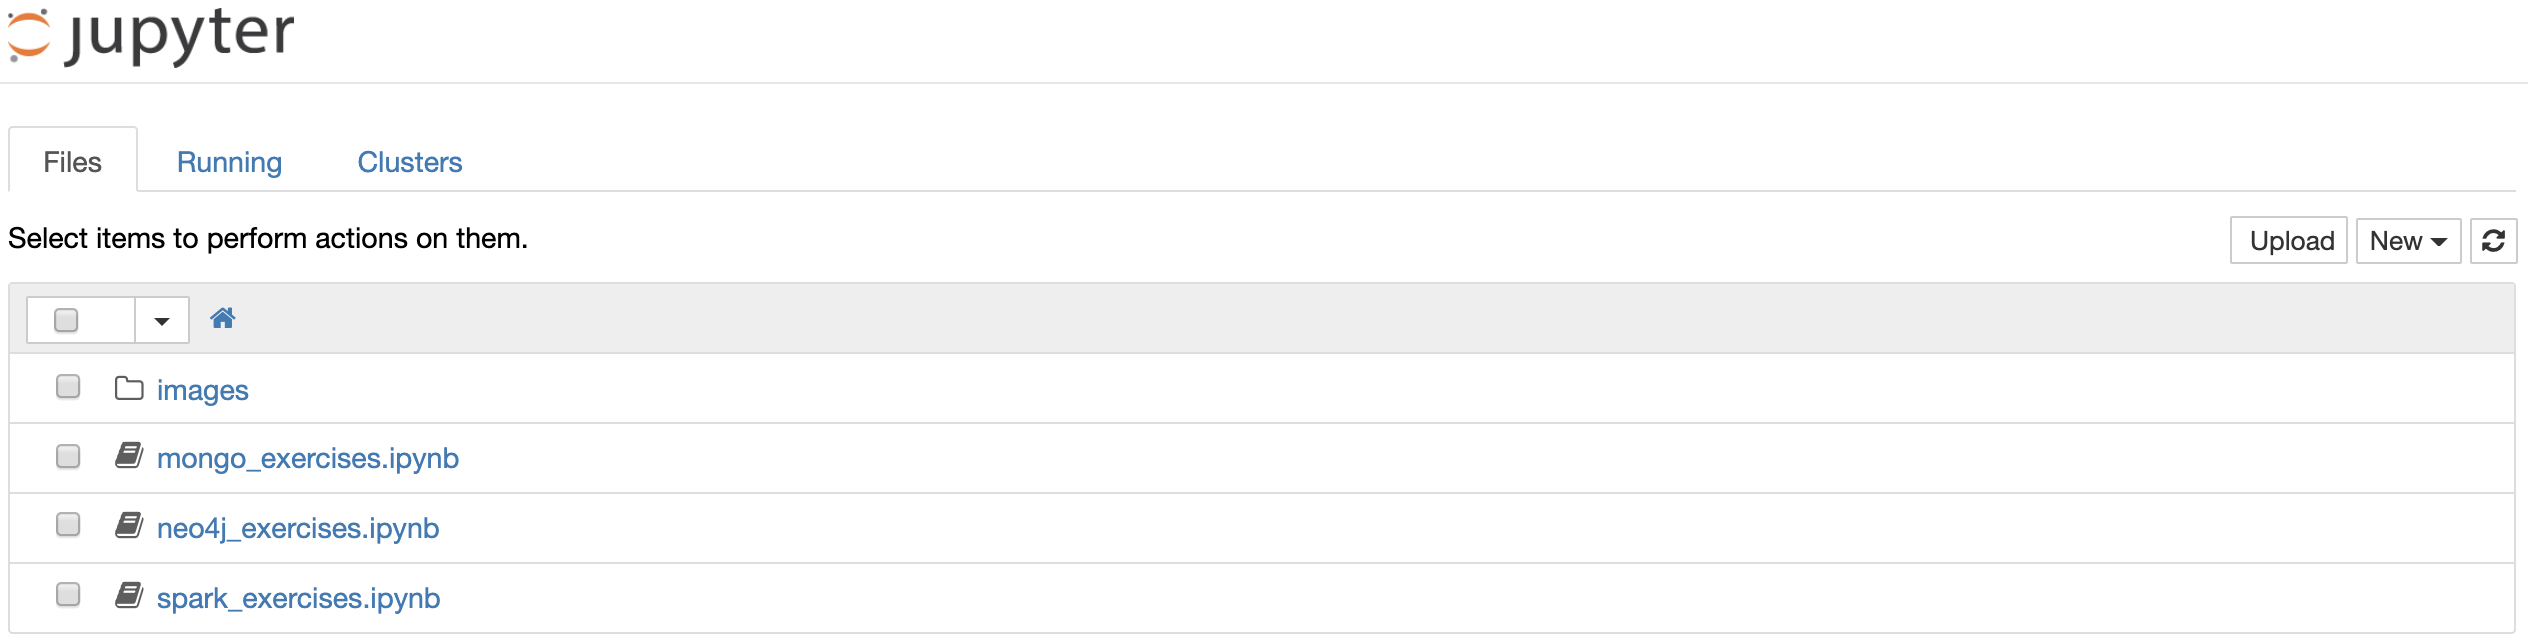 jupyter
Files Running Clusters
Select items to perform actions on them.
Upload New
images
mongo_exercises.ipynb
neo4j_exercises.ipynb
spark_exercises.ipynb